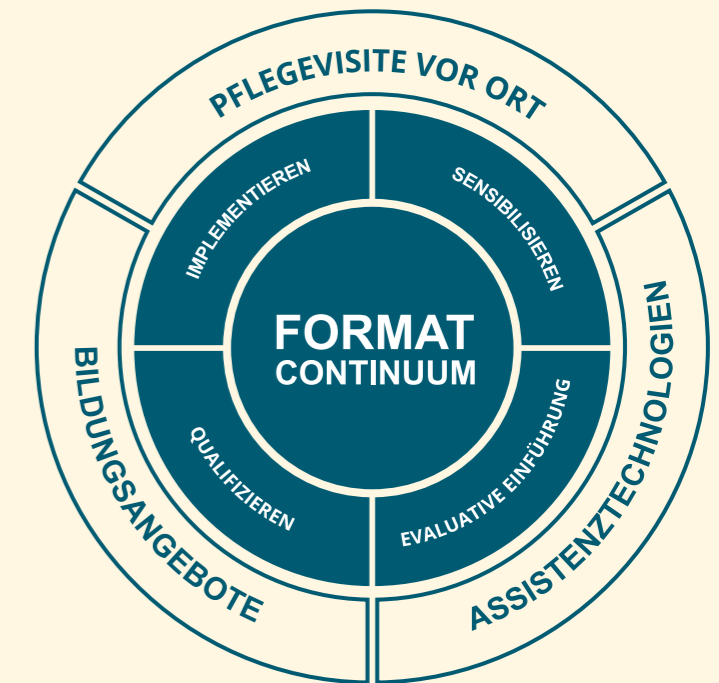 PFLEGEVISITE VOR ORT
IMPLEMENTIEREN
SENSIBILISIEREN
FORMAT
CONTINUUM
BILDUNGSANGEBOTE
ASSISTENZTECHNOLOGIEN
QUALIFIZIEREN
EVALUATIVE EINFÜHRUNG